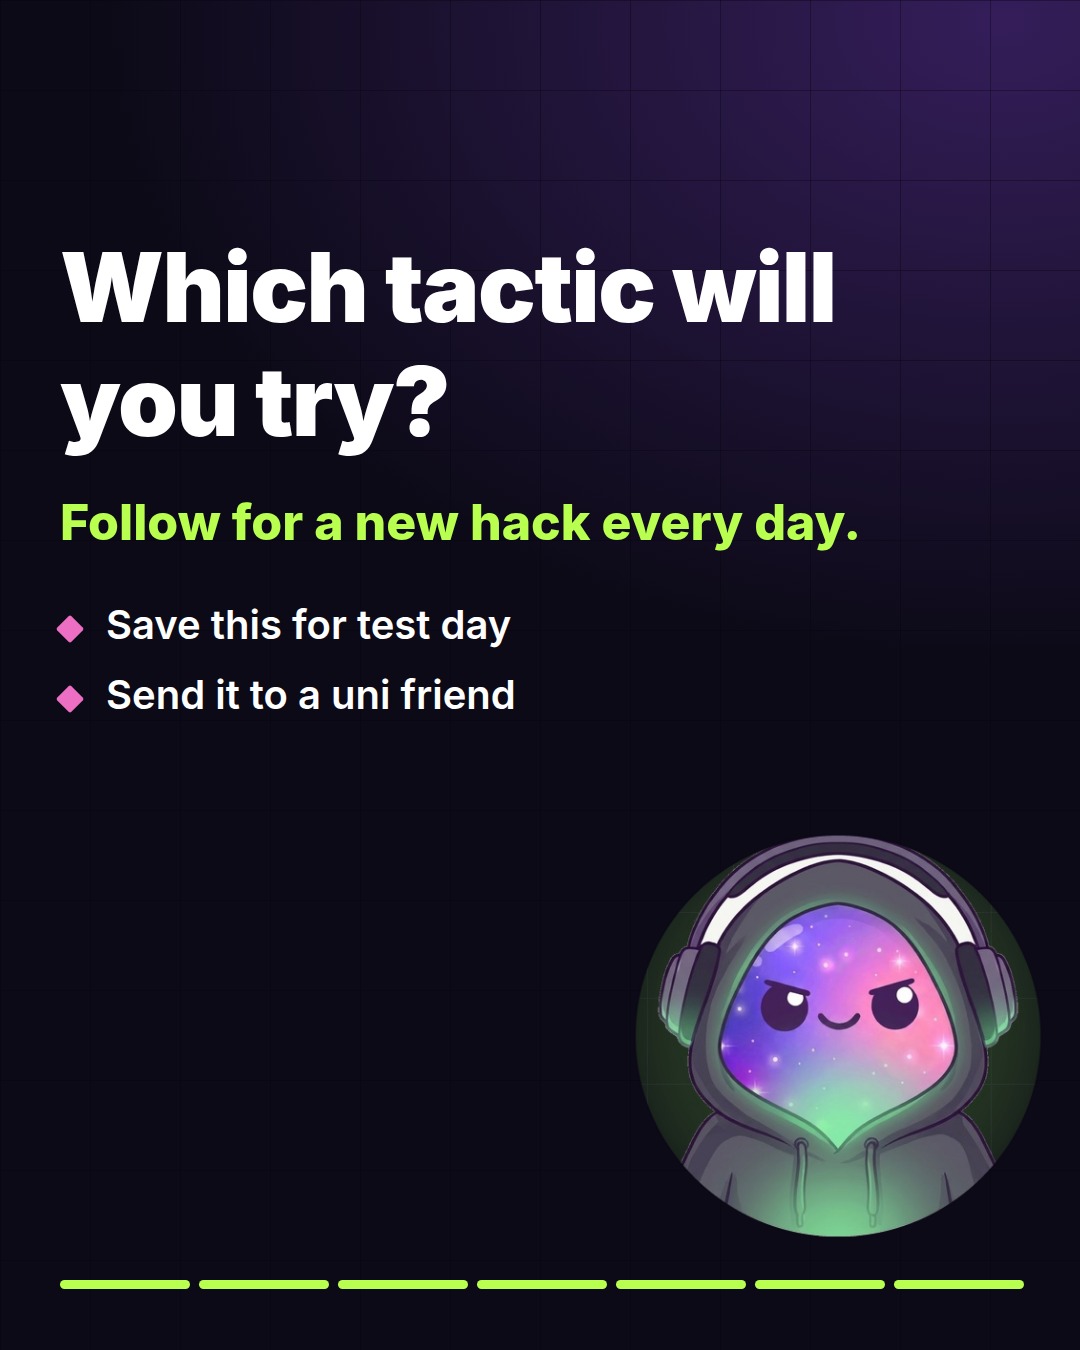 Which tactic will
you try?
Follow for a new hack every day.
Save this for test day
Send it to a uni friend